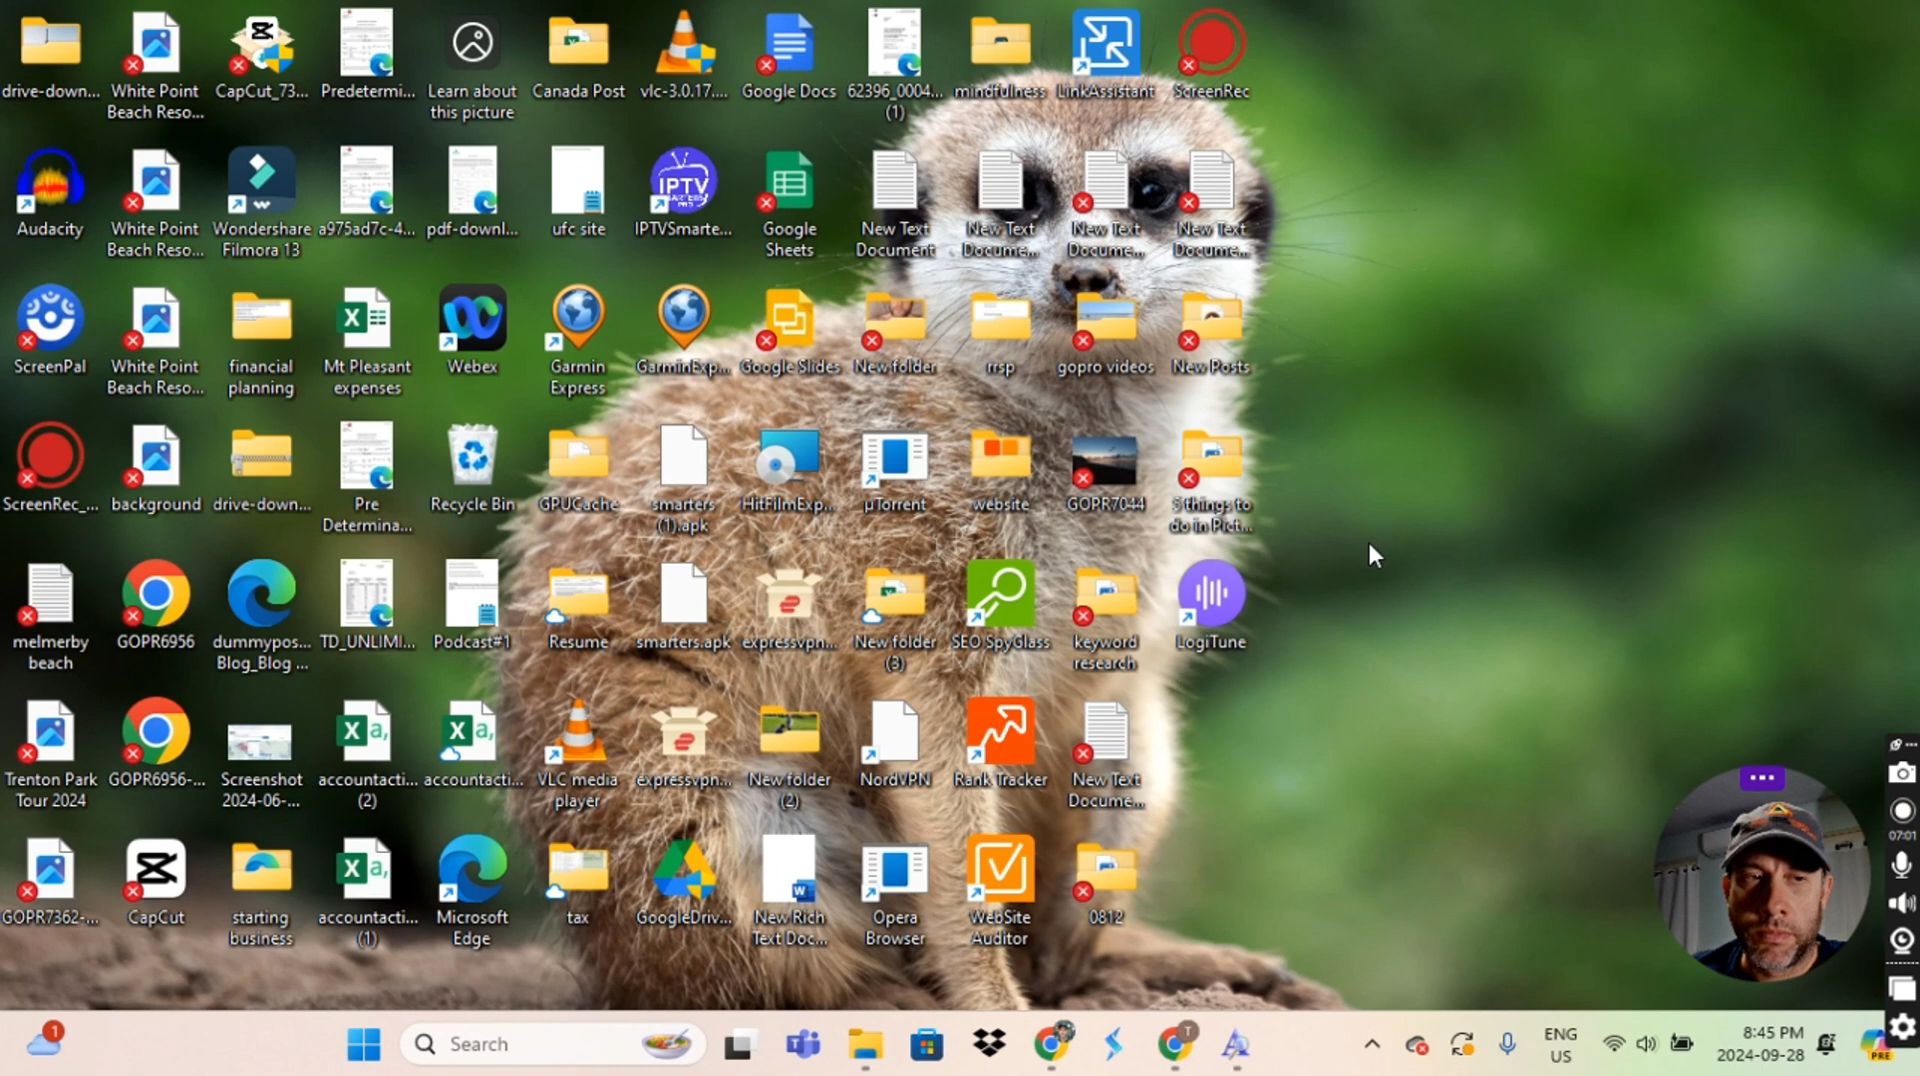 drive-down...
White Point
Beach Reso...
CapCut_73...
Predetermi...
Learn about
this picture
Canada Post
vlc-3.0.17....
Google Docs
62396_0004...
(1)
mindfulness
LinkAssistant
ScreenRec
Audacity
White Point
Beach Reso...
Wondershare
Filmora 13
a975ad7c-4...
pdf-downl...
ufc site
IPTV
IPTVSmarte...
Google
Sheets
New Text
Document
New Text
Docume...
New Text
Docume...
New Text
Docume...
ScreenPal
White Point
Beach Reso...
financial
planning
Mt Pleasant
expenses
Webex
Garmin
Express
GarminExp...
Google Slides
New folder
rrsp
gopro videos
New Posts
ScreenRec_...
background
drive-down...
Pre
Determina...
Recycle Bin
GPUCache
smarters
(1).apk
HitFilmExp...
µTorrent
website
GOPR7044
5 things to
do in Pict...
melmerby
beach
GOPR6956
dummypos...
Blog_Blog ...
TD_UNLIMI...
Podcast#1
Resume
smarters.apk
expressvpn...
New folder
(3)
SEO SpyGlass
keyword
research
LogiTune
Trenton Park
Tour 2024
GOPR6956-...
Screenshot
2024-06-...
accountacti...
(2)
accountacti...
VLC media
player
expressvpn...
New folder
(2)
NordVPN
Rank Tracker
New Text
Docume...
GOPR7362-...
CapCut
starting
business
accountacti...
(1)
Microsoft
Edge
tax
GoogleDriv...
New Rich
Text Doc...
Opera
Browser
WebSite
Auditor
0812
07:01
1
Search
T
ENG
US
8:45 PM
2024-09-28
PRE